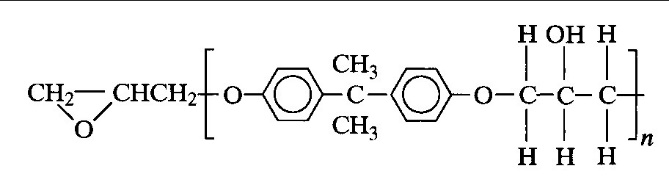 H OH H
CH3
CH2 CHCH2 O C O C C C
O
CH3
H H H
n